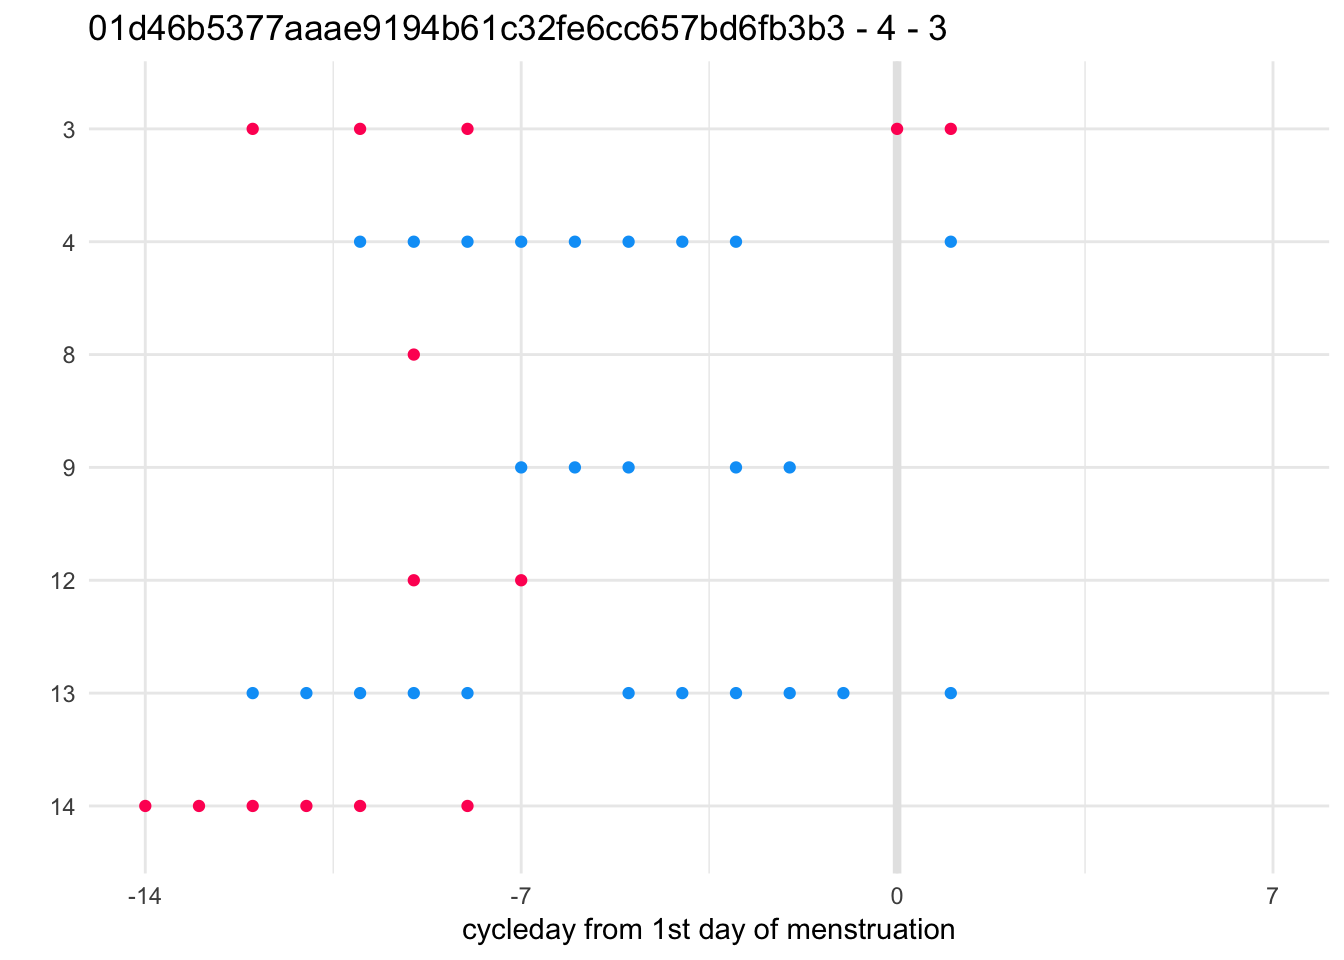 01d46b5377aaae9194b61c32fe6cc657bd6fb3b3 - 4 - 3
3
4
8
9
12
13
14
-14 -7 0 7
cycleday from 1st day of menstruation